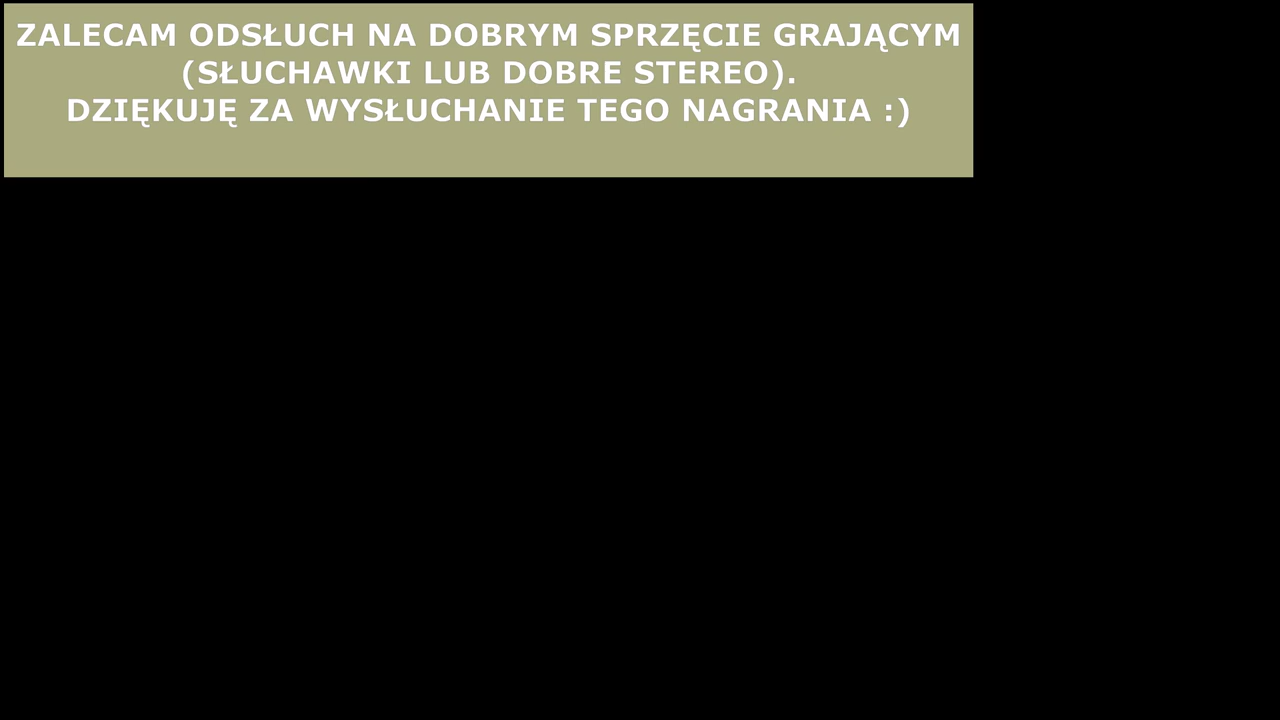 ZALECAM ODSŁUCH NA DOBRYM SPRZĘCIE GRAJĄCYM
(SŁUCHAWKI LUB DOBRE STEREO).
DZIĘKUJĘ ZA WYSŁUCHANIE TEGO NAGRANIA :)